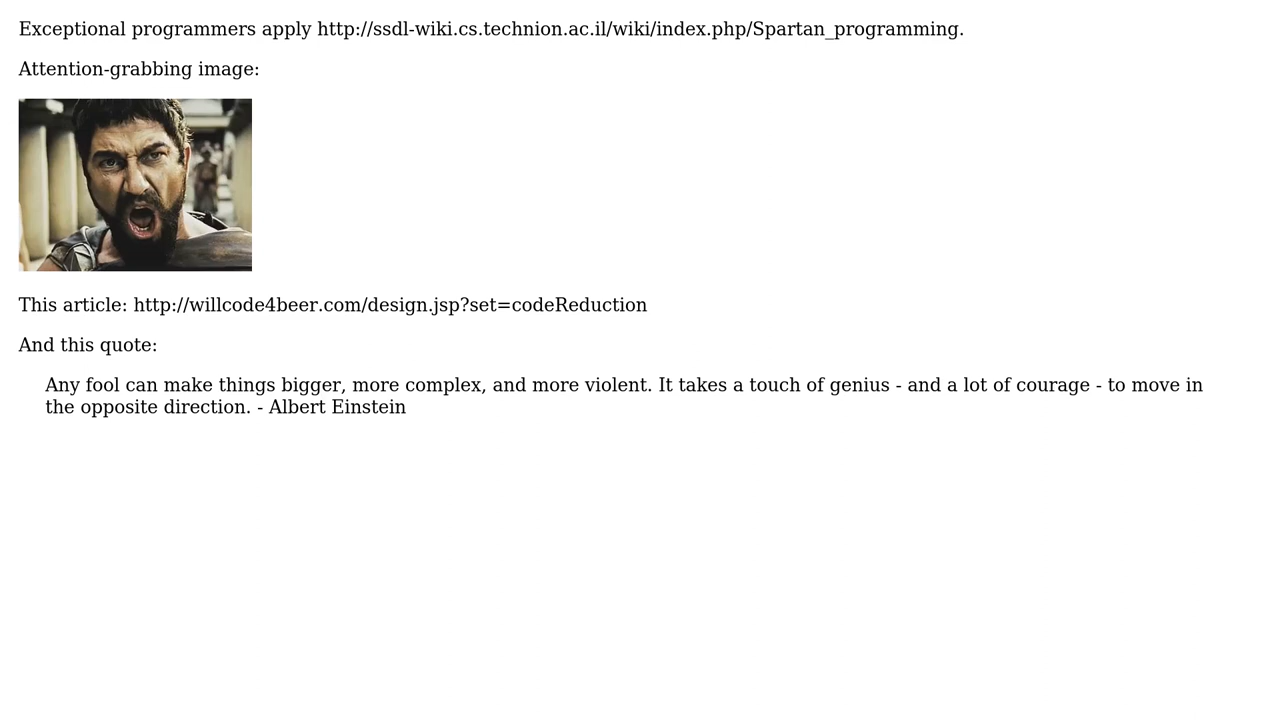 Exceptional programmers apply http://ssdl-wiki.cs.technion.ac.il/wiki/index.php/Spartan_programming.
Attention-grabbing image:
This article: http://willcode4beer.com/design.jsp?set=codeReduction
And this quote:
Any fool can make things bigger, more complex, and more violent. It takes a touch of genius - and a lot of courage - to move in
the opposite direction. - Albert Einstein